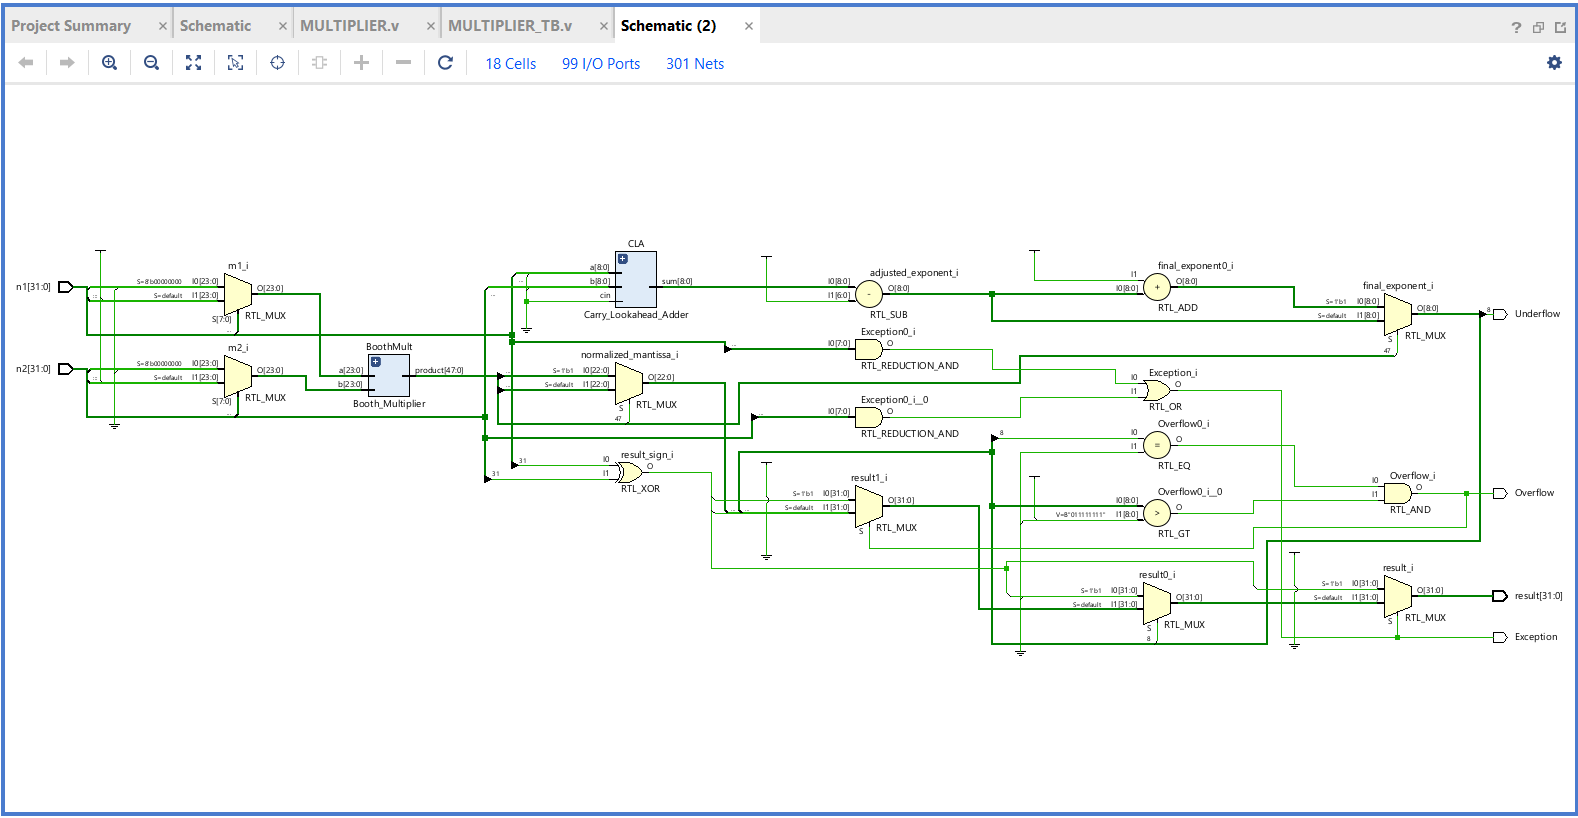 Project Summary × Schematic × MULTIPLIER.v × MULTIPLIER_TB.v × Schematic (2) ×
18 Cells 99 I/O Ports 301 Nets
n1[31:0]
n2[31:0]
m1_i
S=8'b00000000 I0[23:0]
S=default I1[23:0]
O[23:0]
S[7:0]
RTL_MUX
m2_i
S=8'b00000000 I0[23:0]
S=default I1[23:0]
O[23:0]
S[7:0]
RTL_MUX
BoothMult
a[23:0]
b[23:0]
product[47:0]
Booth_Multiplier
CLA
a[8:0]
b[8:0]
cin
sum[8:0]
Carry_Lookahead_Adder
normalized_mantissa_i
S=1'b1 I0[22:0]
S=default I1[22:0]
O[22:0]
S
47
RTL_MUX
result_sign_i
31 I0
31 I1
O
RTL_XOR
adjusted_exponent_i
I0[8:0]
I1[6:0]
-
O[8:0]
RTL_SUB
Exception0_i
I0[7:0]
O
RTL_REDUCTION_AND
Exception0_i__0
I0[7:0]
O
RTL_REDUCTION_AND
result1_i
S=1'b1 I0[31:0]
S=default I1[31:0]
O[31:0]
S
RTL_MUX
final_exponent0_i
I1
I0[8:0]
+
O[8:0]
RTL_ADD
Exception_i
I0
I1
O
RTL_OR
Overflow0_i
8 I0
I1
=
O
RTL_EQ
Overflow0_i__0
I0[8:0]
V=B"011111111" I1[8:0]
>
O
RTL_GT
result0_i
S=1'b1 I0[31:0]
S=default I1[31:0]
O[31:0]
S
8
RTL_MUX
final_exponent_i
S=1'b1 I0[8:0]
S=default I1[8:0]
O[8:0]
S
47
RTL_MUX
Overflow_i
I0
I1
O
RTL_AND
result_i
S=1'b1 I0[31:0]
S=default I1[31:0]
O[31:0]
S
RTL_MUX
8 Underflow
Overflow
result[31:0]
Exception